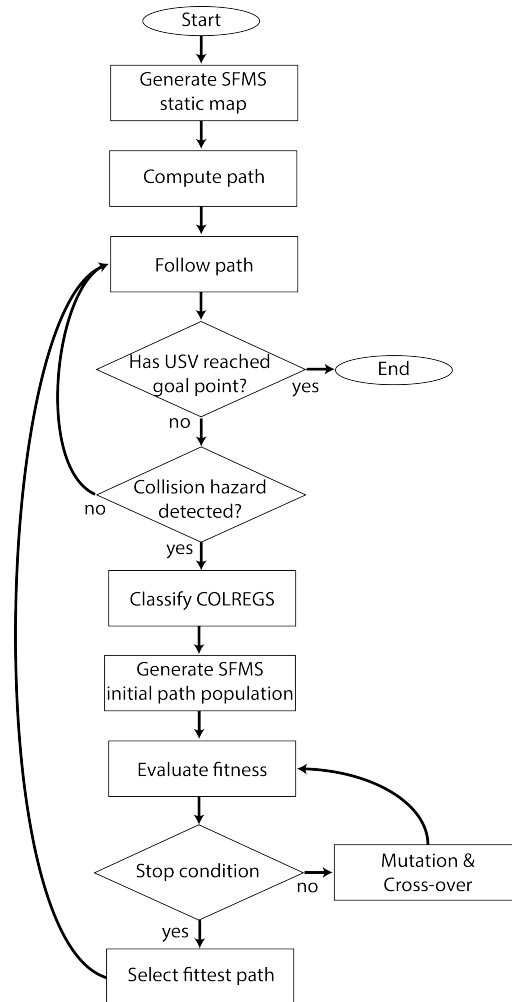 Start
Generate SFMS
static map
Compute path
Follow path
Has USV reached
goal point?
yes
End
no
Collision hazard
detected?
no
yes
Classify COLREGS
Generate SFMS
initial path population
Evaluate fitness
Stop condition
no
Mutation &
Cross-over
yes
Select fittest path